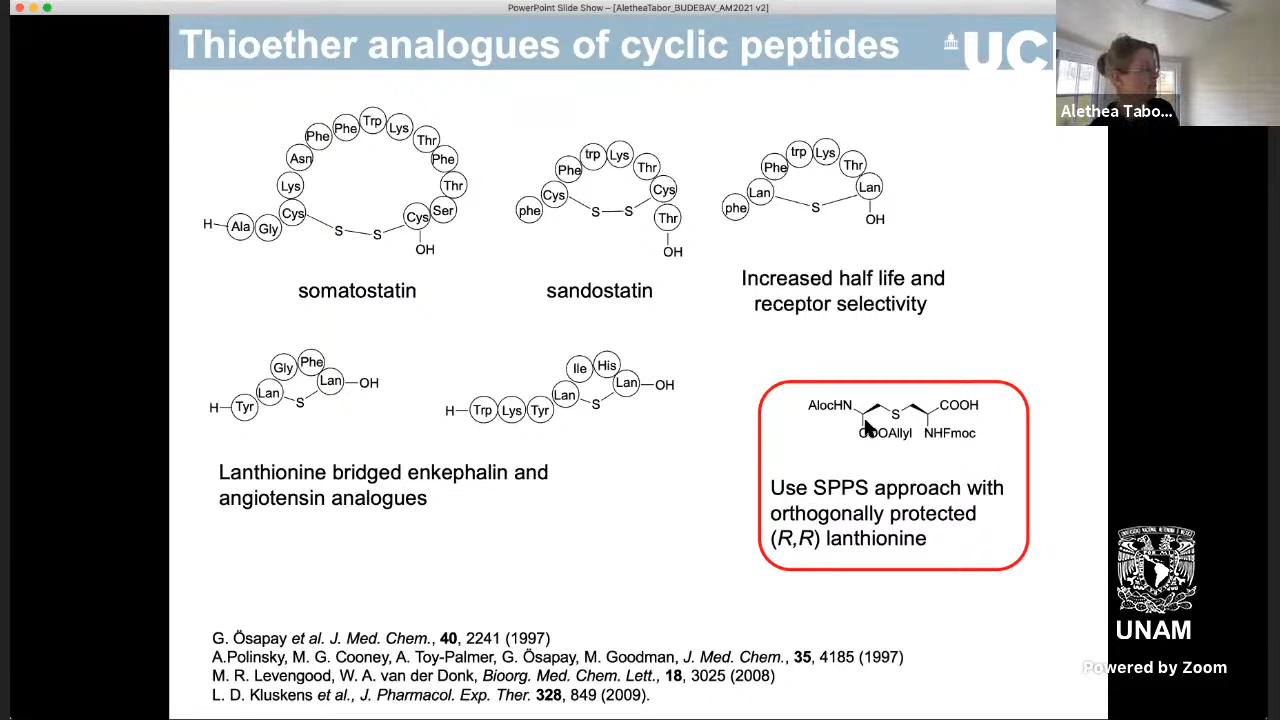 PowerPoint Slide Show – [AletheaTabor_BUDEBAV_AM2021 v2]
Thioether analogues of cyclic peptides
UC
Alethea Tabo...
H Ala Gly Cys Lys Asn Phe Phe Trp Lys Thr Phe Thr Ser Cys OH
S S
phe Cys Phe trp Lys Thr Cys Thr OH
S S
phe Lan Phe trp Lys Thr Lan OH
S
somatostatin
sandostatin
Increased half life and
receptor selectivity
H Tyr Lan Gly Phe Lan OH
S
H Trp Lys Tyr Lan Ile His Lan OH
S
Lanthionine bridged enkephalin and
angiotensin analogues
AlocHN S COOH
COOAllyl NHFmoc
Use SPPS approach with
orthogonally protected
(R,R) lanthionine
G. Ösapay et al. J. Med. Chem., 40, 2241 (1997)
A.Polinsky, M. G. Cooney, A. Toy-Palmer, G. Ösapay, M. Goodman, J. Med. Chem., 35, 4185 (1997)
M. R. Levengood, W. A. van der Donk, Bioorg. Med. Chem. Lett., 18, 3025 (2008)
L. D. Kluskens et al., J. Pharmacol. Exp. Ther. 328, 849 (2009).
UNAM
Powered by Zoom